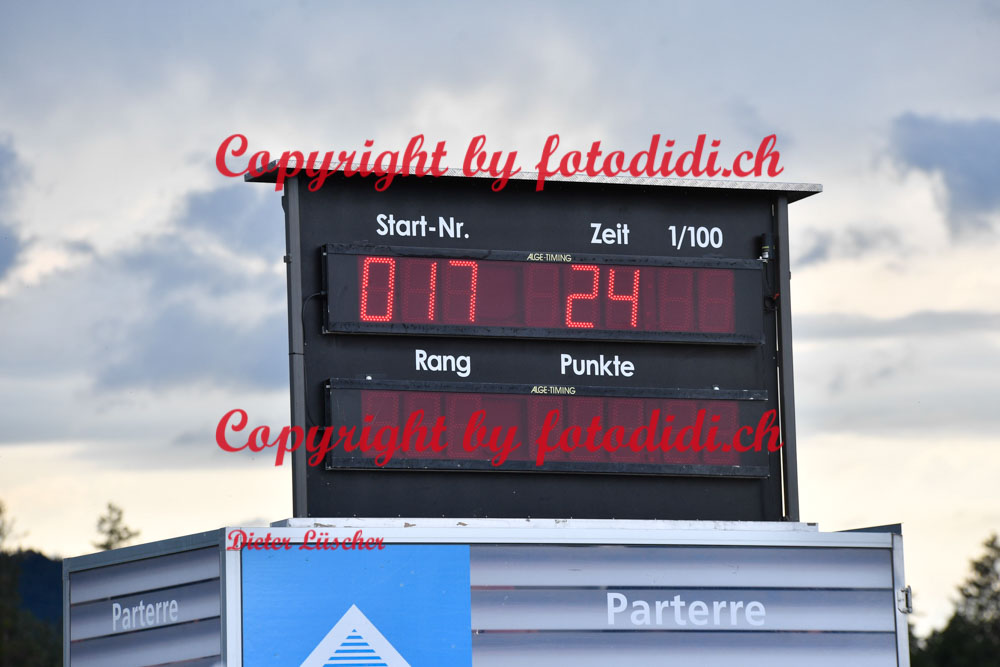 Copyright by fotodidi.ch
Start-Nr. Zeit 1/100
ALGE-TIMING
017 24
Rang Punkte
ALGE-TIMING
Copyright by fotodidi.ch
Dieter Lüscher
Parterre Parterre